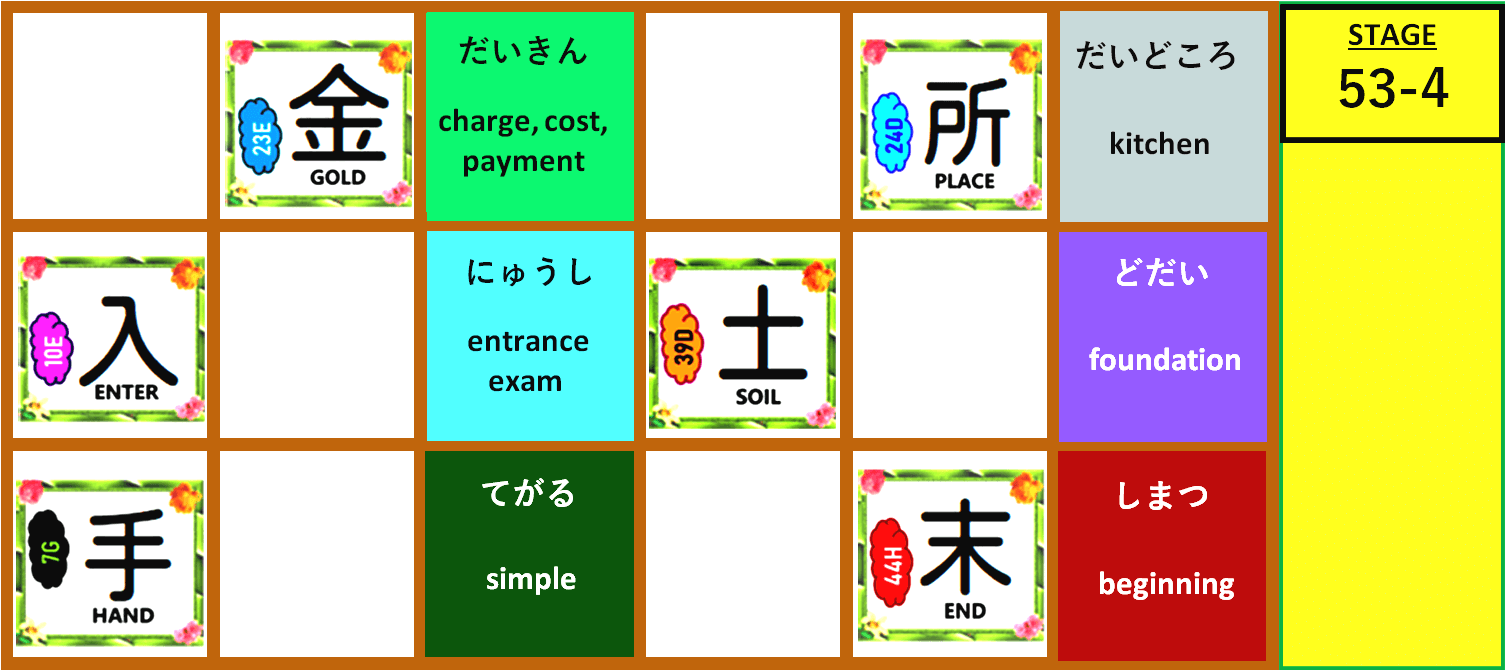 23E
金
GOLD
だいきん
charge, cost,
payment
24D
所
PLACE
だいどころ
kitchen
STAGE
53-4
10E
入
ENTER
にゅうし
entrance
exam
39D
土
SOIL
どだい
foundation
7G
手
HAND
てがる
simple
44H
末
END
しまつ
beginning